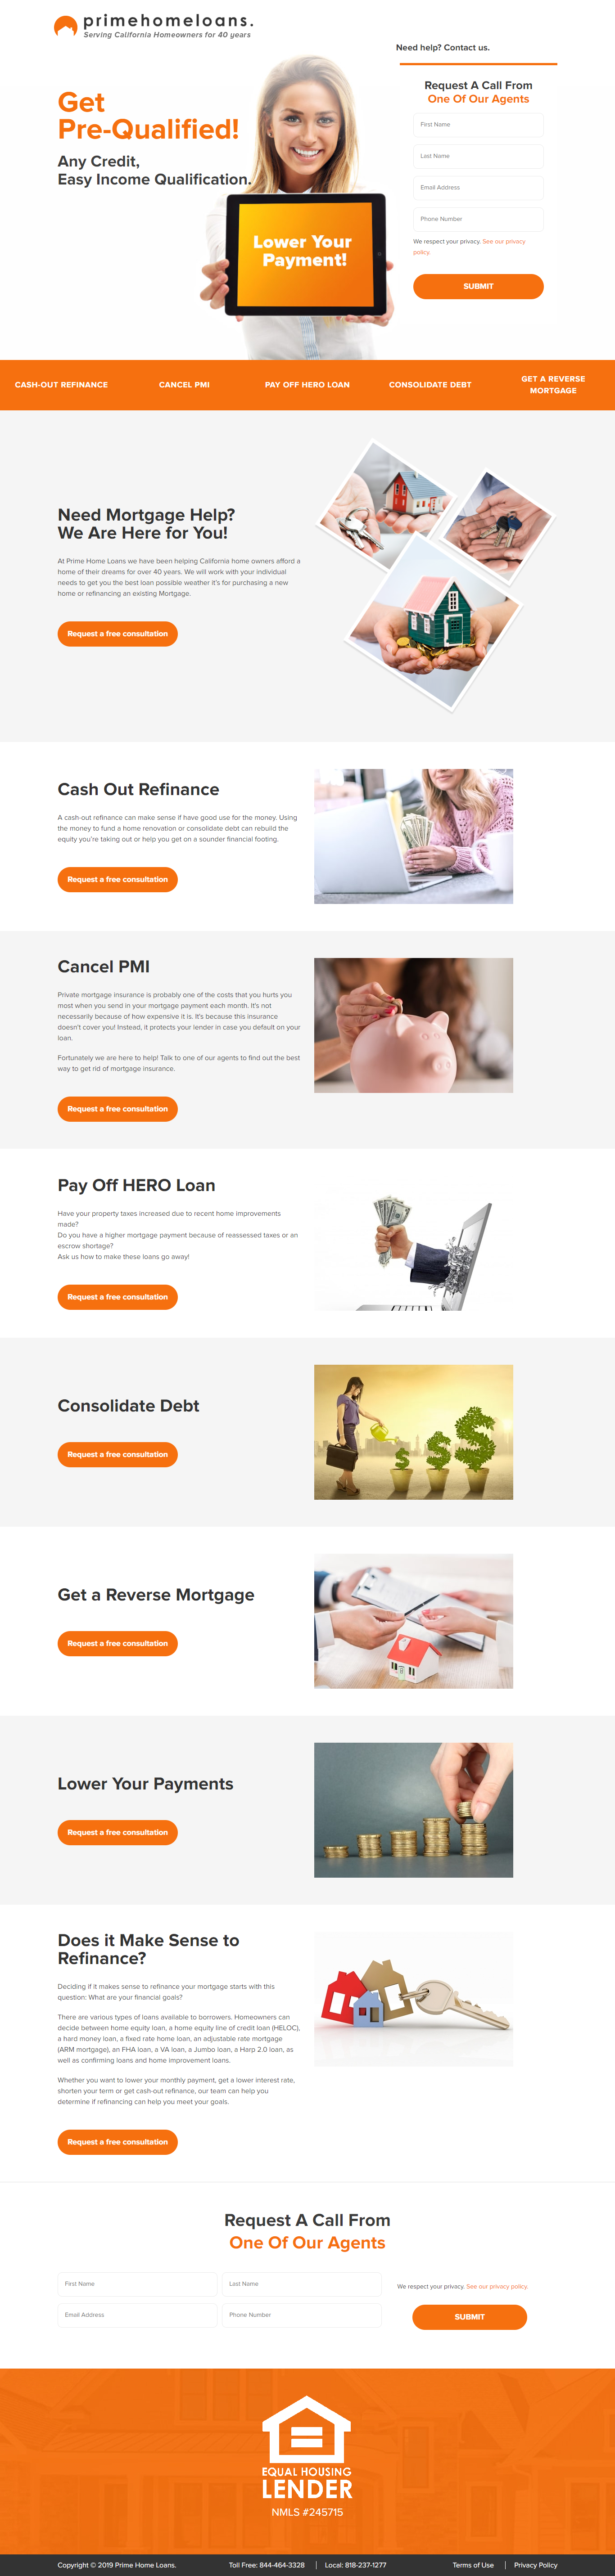 primehomeloans.
Serving California Homeowners for 40 years
Need help? Contact us.
Get
Pre-Qualified!
Any Credit,
Easy Income Qualification.
Lower Your
Payment!
Request A Call From
One Of Our Agents
First Name
Last Name
Email Address
Phone Number
We respect your privacy. See our privacy
policy.
SUBMIT
CASH-OUT REFINANCE
CANCEL PMI
PAY OFF HERO LOAN
CONSOLIDATE DEBT
GET A REVERSE
MORTGAGE
Need Mortgage Help?
We Are Here for You!
At Prime Home Loans we have been helping California home owners afford a
home of their dreams for over 40 years. We will work with your individual
needs to get you the best loan possible weather it's for purchasing a new
home or refinancing an existing Mortgage.
Request a free consultation
Cash Out Refinance
A cash-out refinance can make sense if have good use for the money. Using
the money to fund a home renovation or consolidate debt can rebuild the
equity you're taking out or help you get on a sounder financial footing.
Request a free consultation
Cancel PMI
Private mortgage insurance is probably one of the costs that you hurts you
most when you send in your mortgage payment each month. It's not
necessarily because of how expensive it is. It's because this insurance
doesn't cover you! Instead, it protects your lender in case you default on your
loan.
Fortunately we are here to help! Talk to one of our agents to find out the best
way to get rid of mortgage insurance.
Request a free consultation
Pay Off HERO Loan
Have your property taxes increased due to recent home improvements
made?
Do you have a higher mortgage payment because of reassessed taxes or an
escrow shortage?
Ask us how to make these loans go away!
Request a free consultation
Consolidate Debt
Request a free consultation
Get a Reverse Mortgage
Request a free consultation
Lower Your Payments
Request a free consultation
Does it Make Sense to
Refinance?
Deciding if it makes sense to refinance your mortgage starts with this
question: What are your financial goals?
There are various types of loans available to borrowers. Homeowners can
decide between home equity loan, a home equity line of credit loan (HELOC),
a hard money loan, a fixed rate home loan, an adjustable rate mortgage
(ARM mortgage), an FHA loan, a VA loan, a Jumbo loan, a Harp 2.0 loan, as
well as confirming loans and home improvement loans.
Whether you want to lower your monthly payment, get a lower interest rate,
shorten your term or get cash-out refinance, our team can help you
determine if refinancing can help you meet your goals.
Request a free consultation
Request A Call From
One Of Our Agents
First Name
Last Name
Email Address
Phone Number
We respect your privacy. See our privacy policy.
SUBMIT
EQUAL HOUSING
LENDER
NMLS #245715
Copyright © 2019 Prime Home Loans.
Toll Free: 844-464-3328 | Local: 818-237-1277
Terms of Use | Privacy Policy